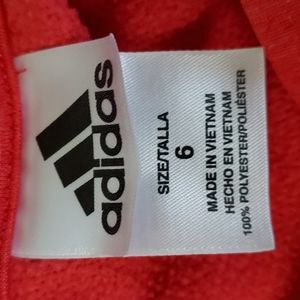 adidas
SIZE/TALLA
6
MADE IN VIETNAM
HECHO EN VIETNAM
100% POLYESTER/POLIÉSTER